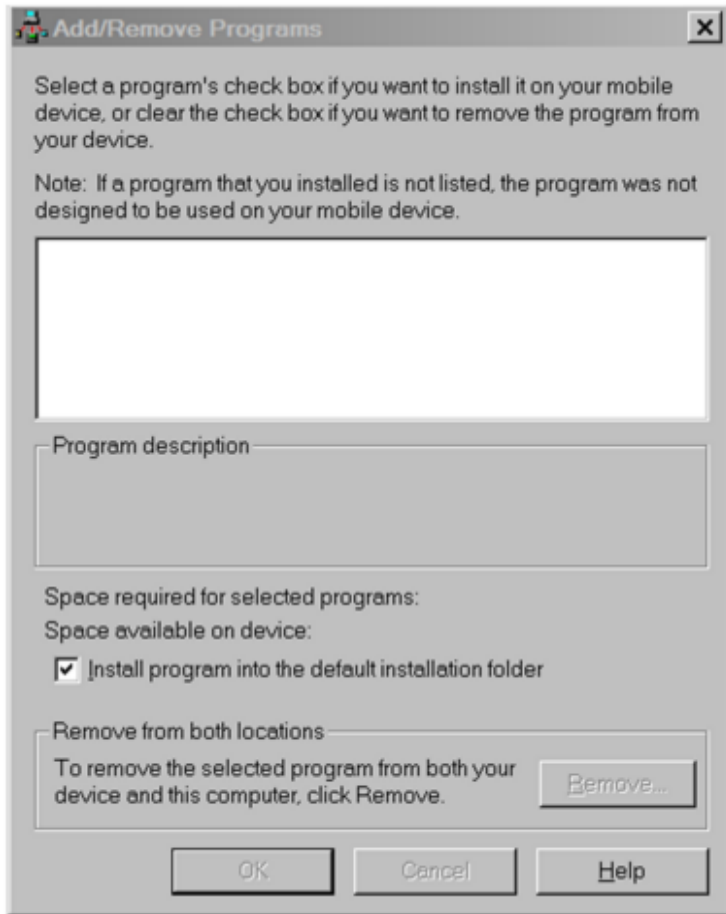 Add/Remove Programs
Select a program's check box if you want to install it on your mobile
device, or clear the check box if you want to remove the program from
your device.
Note: If a program that you installed is not listed, the program was not
designed to be used on your mobile device.
Program description
Space required for selected programs:
Space available on device:
Install program into the default installation folder
Remove from both locations
To remove the selected program from both your
device and this computer, click Remove.
Remove...
OK
Cancel
Help